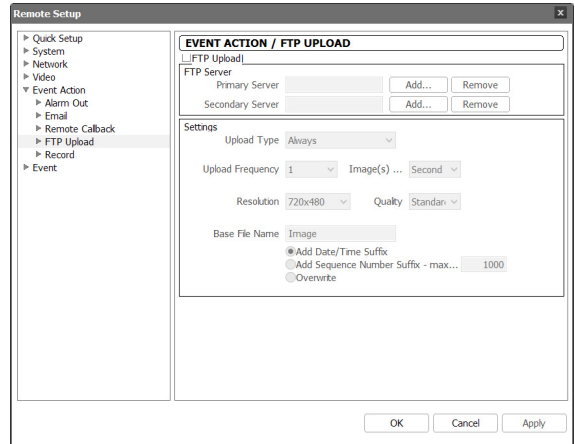 Remote Setup
Quick Setup
System
Network
Video
Event Action
Alarm Out
Email
Remote Callback
FTP Upload
Record
Event
EVENT ACTION / FTP UPLOAD
FTP Upload
FTP Server
Primary Server Add... Remove
Secondary Server Add... Remove
Settings
Upload Type Always
Upload Frequency 1 Image(s) ... Second
Resolution 720x480 Quality Standar
Base File Name Image
Add Date/Time Suffix
Add Sequence Number Suffix - max... 1000
Overwrite
OK Cancel Apply